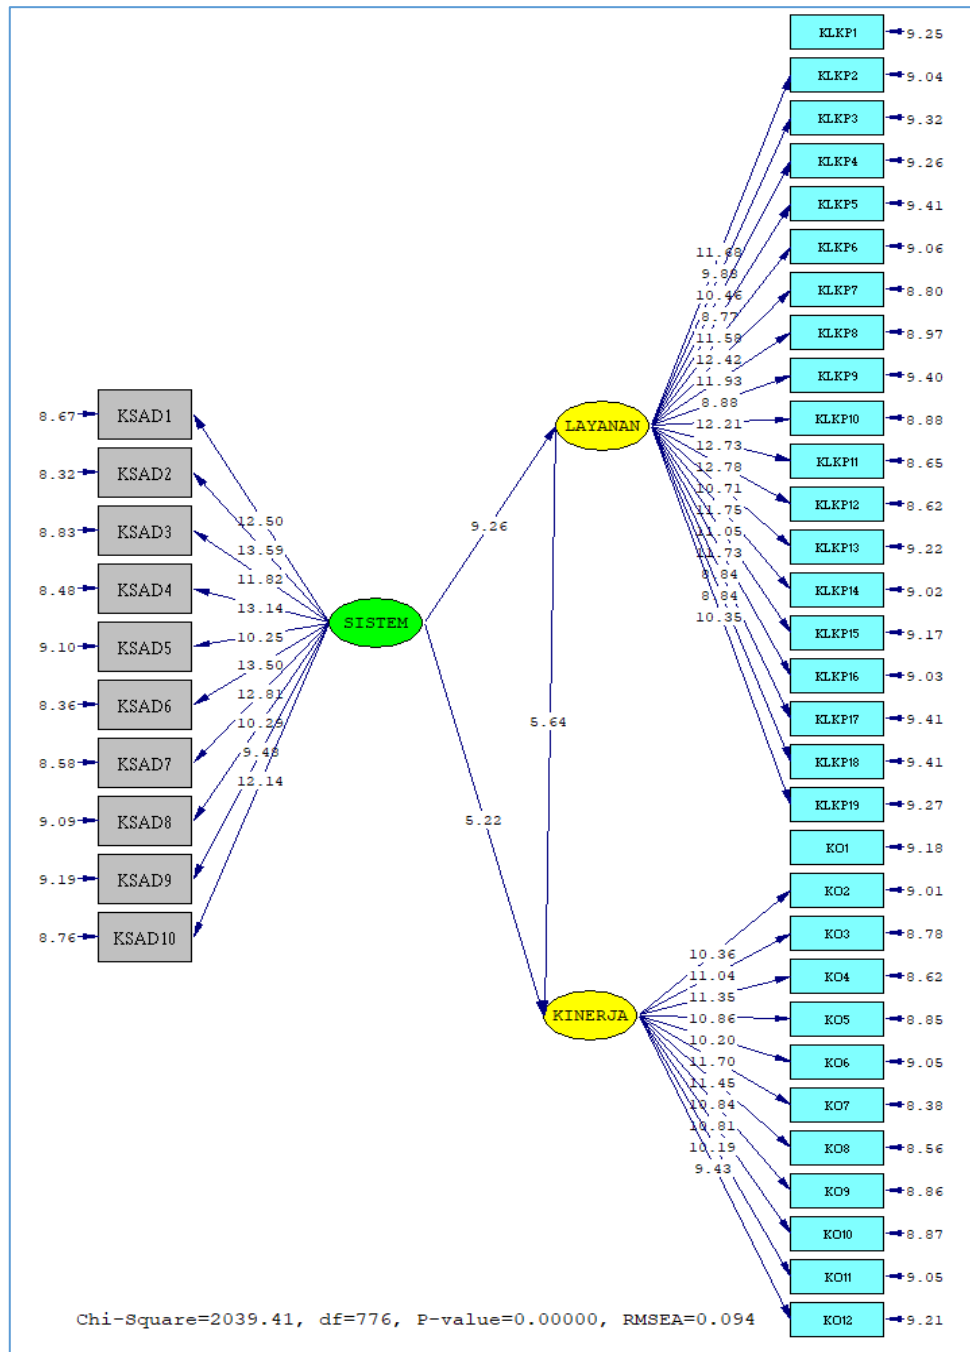 KLKP1 9.25
KLKP2 9.04
KLKP3 9.32
KLKP4 9.26
KLKP5 9.41
KLKP6 9.06
KLKP7 8.80
KLKP8 8.97
KLKP9 9.40
KLKP10 8.88
KLKP11 8.65
KLKP12 8.62
KLKP13 9.22
KLKP14 9.02
KLKP15 9.17
KLKP16 9.03
KLKP17 9.41
KLKP18 9.41
KLKP19 9.27
KO1 9.18
KO2 9.01
KO3 8.78
KO4 8.62
KO5 8.85
KO6 9.05
KO7 8.38
KO8 8.56
KO9 8.86
KO10 8.87
KO11 9.05
KO12 9.21
11.68
9.88
10.46
8.77
11.58
12.42
11.93
8.88
12.21
12.73
12.78
10.71
11.75
11.05
11.73
8.84
8.84
10.35
LAYANAN
8.67 KSAD1
8.32 KSAD2
8.83 KSAD3
8.48 KSAD4
9.10 KSAD5
8.36 KSAD6
8.58 KSAD7
9.09 KSAD8
9.19 KSAD9
8.76 KSAD10
12.50
13.59
11.82
13.14
10.25
13.50
12.81
10.29
9.48
12.14
SISTEM
9.26
5.64
5.22
KINERJA
10.36
11.04
11.35
10.86
10.20
11.70
11.45
10.84
10.81
10.19
9.43
Chi-Square=2039.41, df=776, P-value=0.00000, RMSEA=0.094